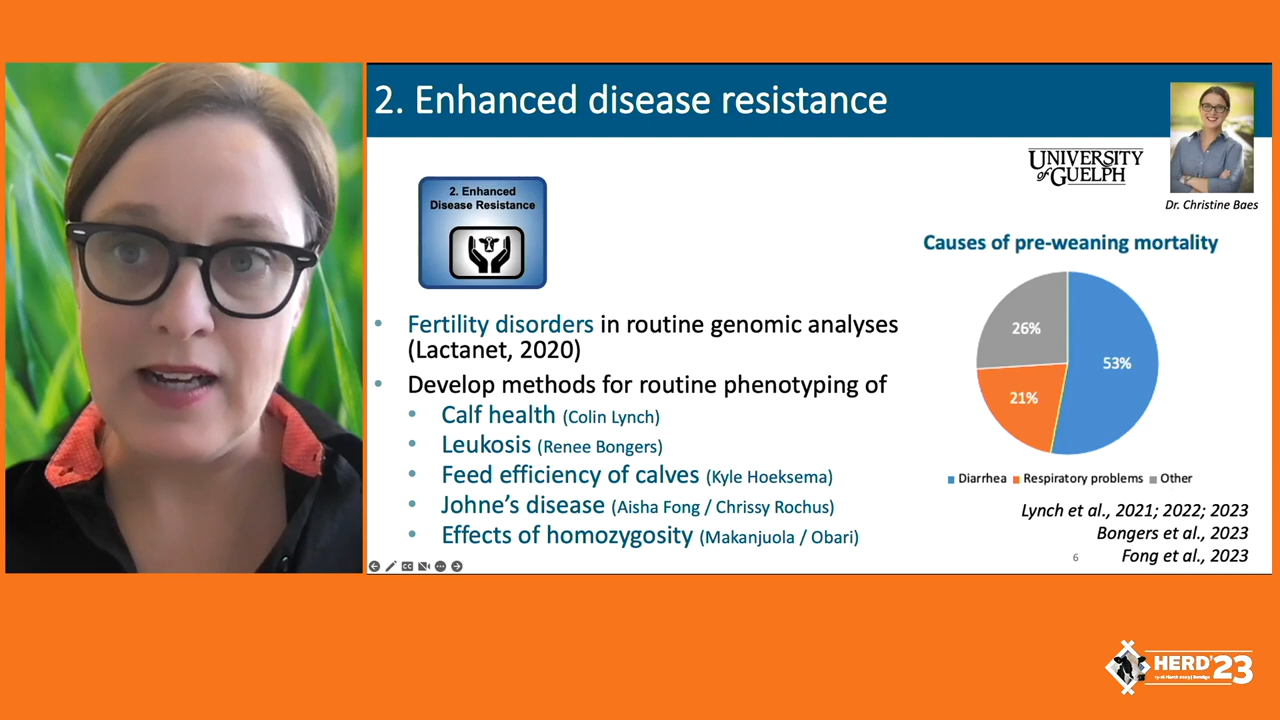 2. Enhanced disease resistance
2. Enhanced
Disease Resistance
UNIVERSITY
of GUELPH
Dr. Christine Baes
Causes of pre-weaning mortality
26%
53%
21%
Diarrhea Respiratory problems Other
• Fertility disorders in routine genomic analyses
(Lactanet, 2020)
• Develop methods for routine phenotyping of
• Calf health (Colin Lynch)
• Leukosis (Renee Bongers)
• Feed efficiency of calves (Kyle Hoeksema)
• Johne's disease (Aisha Fong / Chrissy Rochus)
• Effects of homozygosity (Makanjuola / Obari)
Lynch et al., 2021; 2022; 2023
Bongers et al., 2023
Fong et al., 2023
6
CC
HERD'23